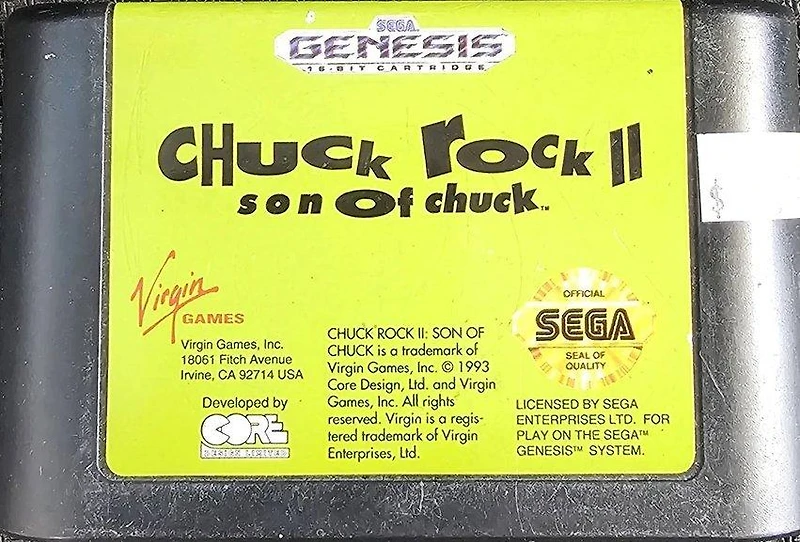 SEGA
GENESIS
16-BIT CARTRIDGE
CHUCK ROCK II
son Of chuck™
Virgin
GAMES
Virgin Games, Inc.
18061 Fitch Avenue
Irvine, CA 92714 USA
Developed by
CORE
DESIGN LIMITED
CHUCK ROCK II: SON OF
CHUCK is a trademark of
Virgin Games, Inc. © 1993
Core Design, Ltd. and Virgin
Games, Inc. All rights
reserved. Virgin is a regis-
tered trademark of Virgin
Enterprises, Ltd.
OFFICIAL
SEGA
SEAL OF
QUALITY
LICENSED BY SEGA
ENTERPRISES LTD. FOR
PLAY ON THE SEGA™
GENESIS™ SYSTEM.
$